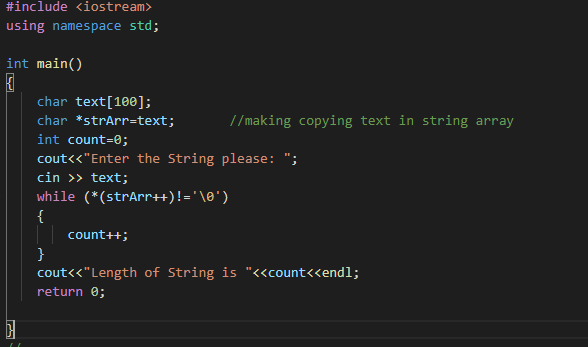 #include <iostream>
using namespace std;
int main()
{
char text[100];
char *strArr=text; //making copying text in string array
int count=0;
cout<<"Enter the String please: ";
cin >> text;
while (*(strArr++)!='\0')
{
count++;
}
cout<<"Length of String is "<<count<<endl;
return 0;
}
//